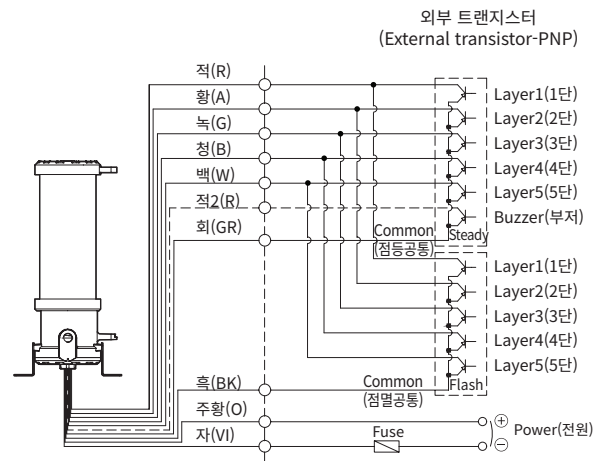 외부 트랜지스터
(External transistor-PNP)
적(R)
황(A)
녹(G)
청(B)
백(W)
적2(R)
회(GR)
Layer1(1단)
Layer2(2단)
Layer3(3단)
Layer4(4단)
Layer5(5단)
Buzzer(부저)
Common
(점등공통)
Steady
Layer1(1단)
Layer2(2단)
Layer3(3단)
Layer4(4단)
Layer5(5단)
흑(BK)
Common
(점멸공통)
Flash
주황(O)
자(VI)
Fuse
Power(전원)